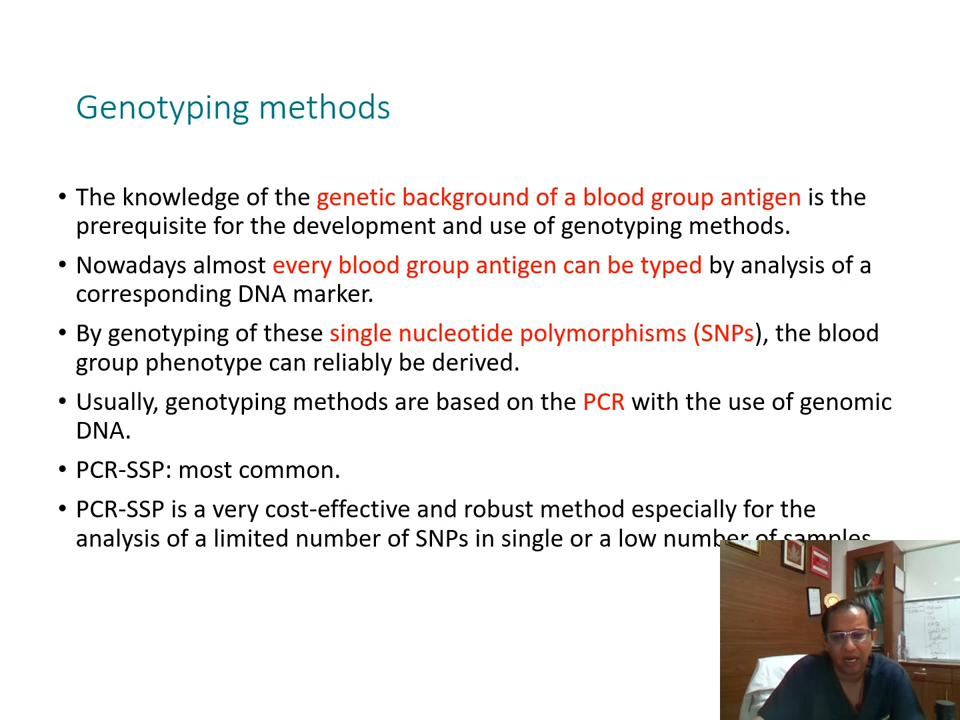 Genotyping methods
• The knowledge of the genetic background of a blood group antigen is the
prerequisite for the development and use of genotyping methods.
• Nowadays almost every blood group antigen can be typed by analysis of a
corresponding DNA marker.
• By genotyping of these single nucleotide polymorphisms (SNPs), the blood
group phenotype can reliably be derived.
• Usually, genotyping methods are based on the PCR with the use of genomic
DNA.
• PCR-SSP: most common.
• PCR-SSP is a very cost-effective and robust method especially for the
analysis of a limited number of SNPs in single or a low number of samples